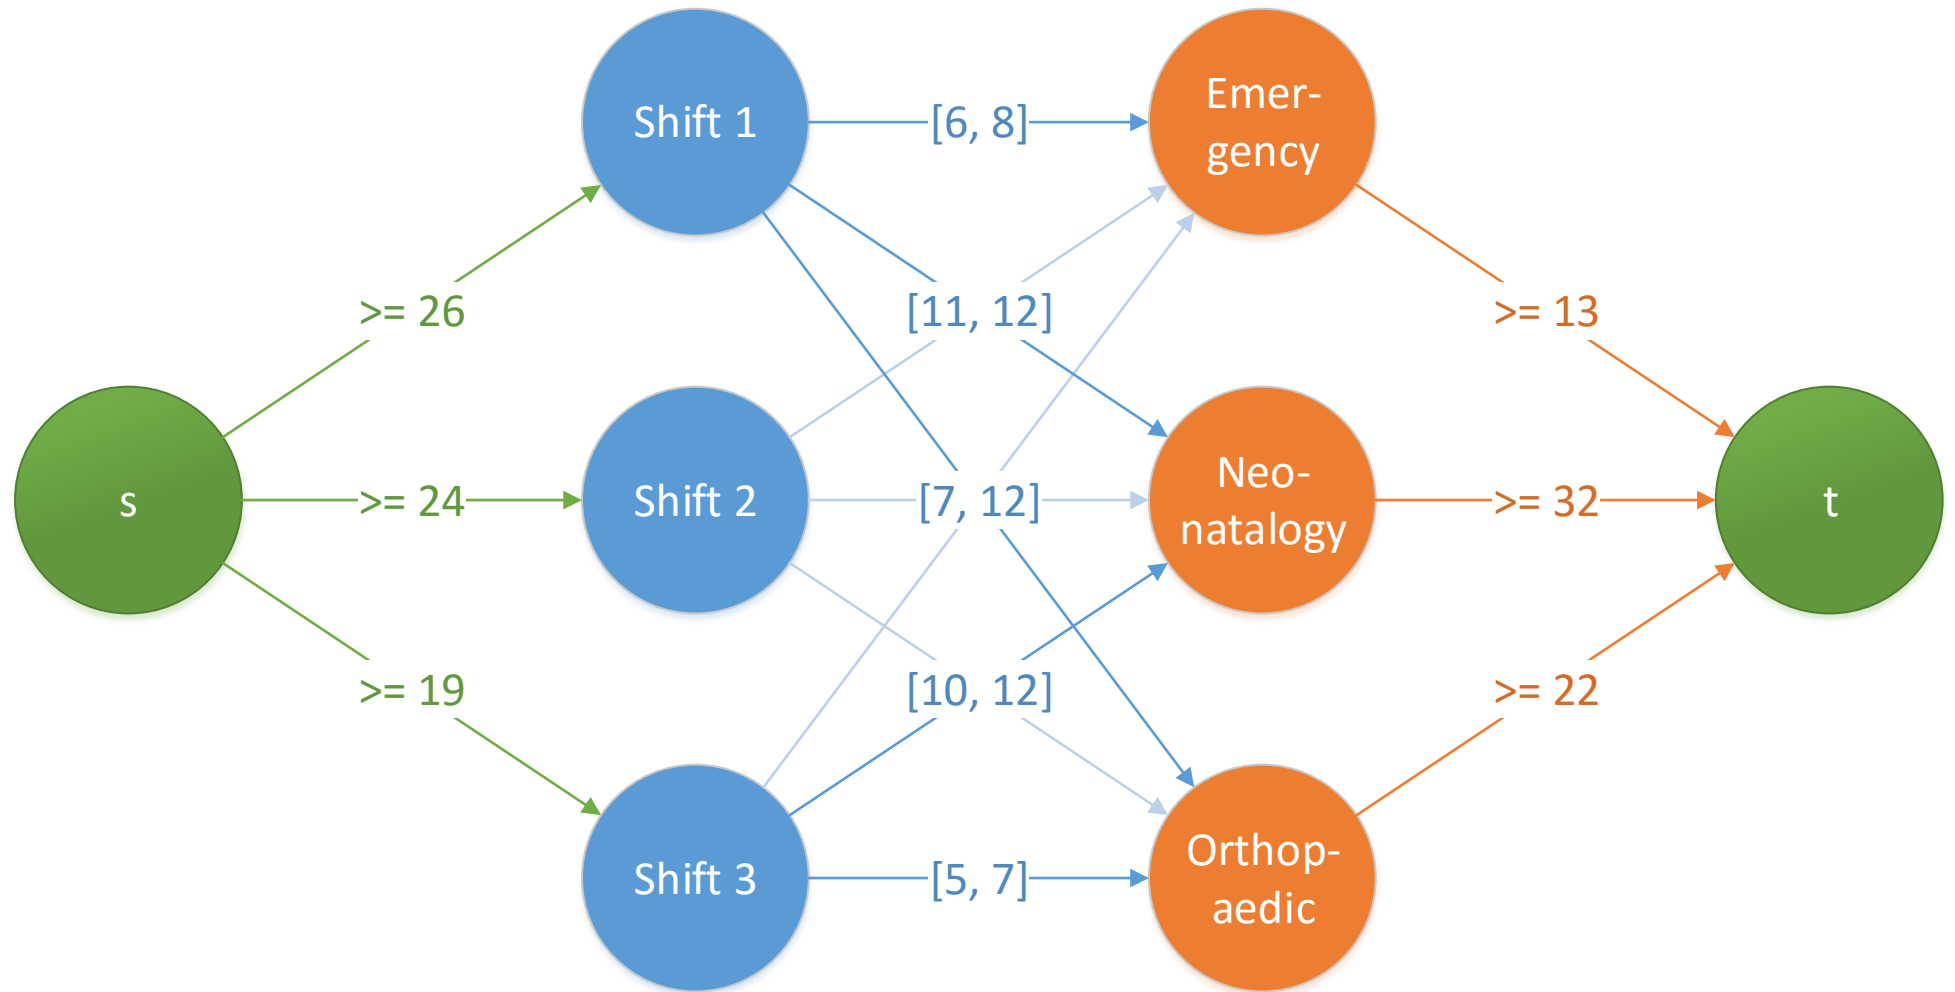 Shift 1
[6, 8]
Emer-
gency
>= 26
[11, 12]
>= 13
s
>= 24
Shift 2
[7, 12]
Neo-
natalogy
>= 32
t
>= 19
[10, 12]
>= 22
Shift 3
[5, 7]
Orthop-
aedic